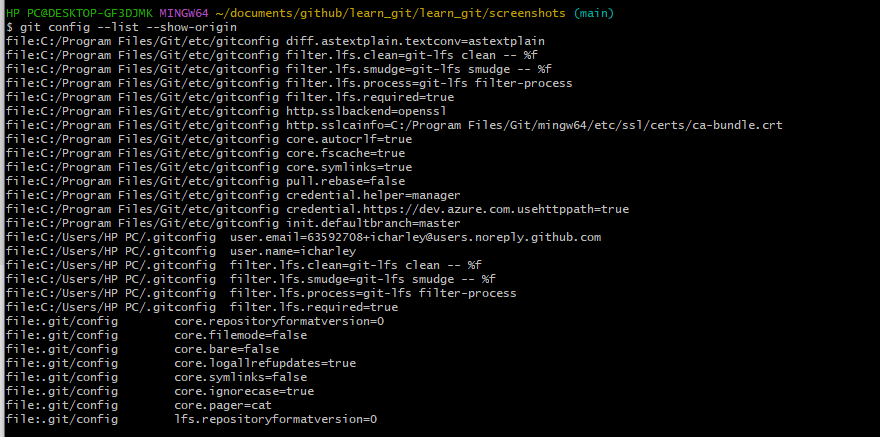 HP PC@DESKTOP-GF3DJMK MINGW64 ~/documents/github/learn_git/learn_git/screenshots (main)
$ git config --list --show-origin
file:C:/Program Files/Git/etc/gitconfig diff.astextplain.textconv=astextplain
file:C:/Program Files/Git/etc/gitconfig filter.lfs.clean=git-lfs clean -- %f
file:C:/Program Files/Git/etc/gitconfig filter.lfs.smudge=git-lfs smudge -- %f
file:C:/Program Files/Git/etc/gitconfig filter.lfs.process=git-lfs filter-process
file:C:/Program Files/Git/etc/gitconfig filter.lfs.required=true
file:C:/Program Files/Git/etc/gitconfig http.sslbackend=openssl
file:C:/Program Files/Git/etc/gitconfig http.sslcainfo=C:/Program Files/Git/mingw64/etc/ssl/certs/ca-bundle.crt
file:C:/Program Files/Git/etc/gitconfig core.autocrlf=true
file:C:/Program Files/Git/etc/gitconfig core.fscache=true
file:C:/Program Files/Git/etc/gitconfig core.symlinks=true
file:C:/Program Files/Git/etc/gitconfig pull.rebase=false
file:C:/Program Files/Git/etc/gitconfig credential.helper=manager
file:C:/Program Files/Git/etc/gitconfig credential.https://dev.azure.com.usehttppath=true
file:C:/Program Files/Git/etc/gitconfig init.defaultbranch=master
file:C:/Users/HP PC/.gitconfig  user.email=63592708+icharley@users.noreply.github.com
file:C:/Users/HP PC/.gitconfig  user.name=icharley
file:C:/Users/HP PC/.gitconfig  filter.lfs.clean=git-lfs clean -- %f
file:C:/Users/HP PC/.gitconfig  filter.lfs.smudge=git-lfs smudge -- %f
file:C:/Users/HP PC/.gitconfig  filter.lfs.process=git-lfs filter-process
file:C:/Users/HP PC/.gitconfig  filter.lfs.required=true
file:.git/config        core.repositoryformatversion=0
file:.git/config        core.filemode=false
file:.git/config        core.bare=false
file:.git/config        core.logallrefupdates=true
file:.git/config        core.symlinks=false
file:.git/config        core.ignorecase=true
file:.git/config        core.pager=cat
file:.git/config        lfs.repositoryformatversion=0